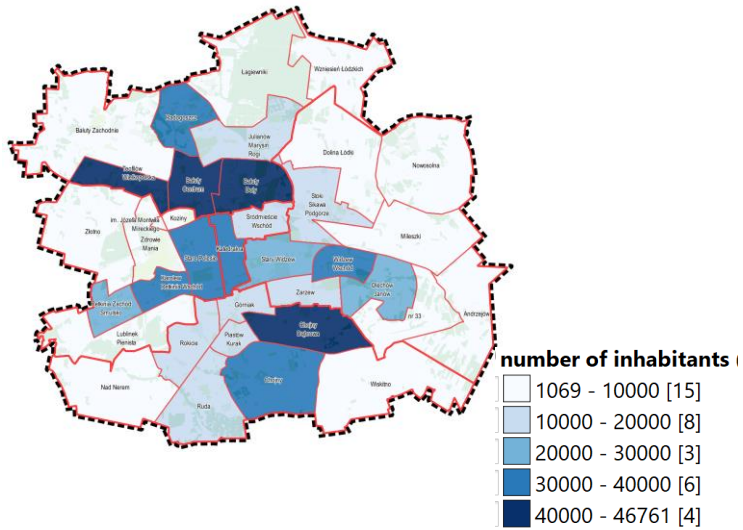 Łagiewniki
Wzniesień Łódzkich
Radogoszcz
Bałuty Zachodnie
Julianów
Marysin
Rogi
Dolina Łódki
Nowosolna
Teofilów
Wielkopolska
Bałuty
Centrum
Bałuty
Doły
Stoki
Sikawa
Podgórze
im. Józefa Montwiłła
Mireckiego
Koziny
Śródmieście
Wschód
Złotno
Zdrowie
Mania
Mileszki
Stare Polesie
Katedralna
Stary Widzew
Widzew
Wschód
Karolew
Retkinia Wschód
Olechów
Janów
Retkinia Zachód
Smulsko
Zarzew
Górniak
nr 33
Andrzejów
Lublinek
Pienista
Rokicie
Piastów
Kurak
Chojny
Dąbrowa
Nad Nerem
Chojny
Wiskitno
Ruda
number of inhabitants (
1069 - 10000 [15]
10000 - 20000 [8]
20000 - 30000 [3]
30000 - 40000 [6]
40000 - 46761 [4]